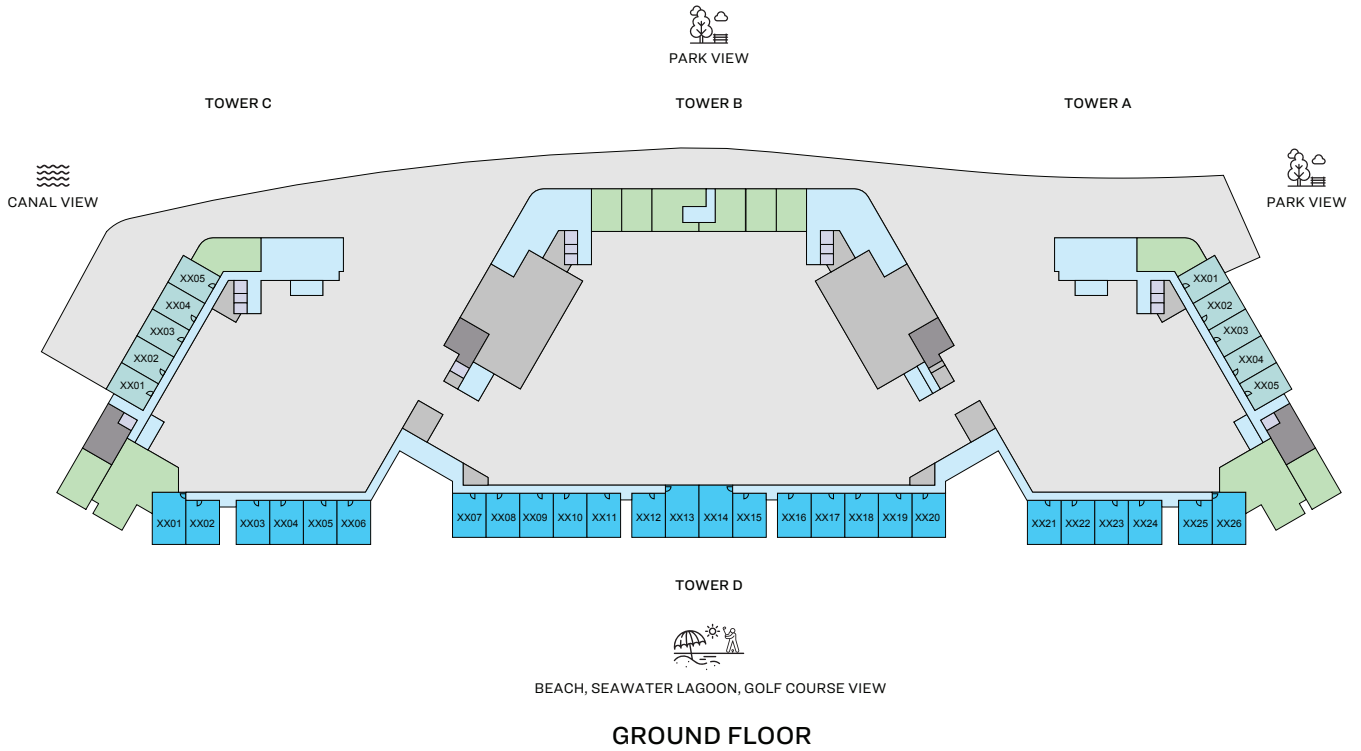 PARK VIEW
TOWER C
TOWER B
TOWER A
CANAL VIEW
PARK VIEW
XX05
XX04
XX03
XX02
XX01
XX01
XX02
XX03
XX04
XX05
XX01 XX02 XX03 XX04 XX05 XX06
XX07 XX08 XX09 XX10 XX11 XX12 XX13 XX14 XX15 XX16 XX17 XX18 XX19 XX20
XX21 XX22 XX23 XX24 XX25 XX26
TOWER D
BEACH, SEAWATER LAGOON, GOLF COURSE VIEW
GROUND FLOOR